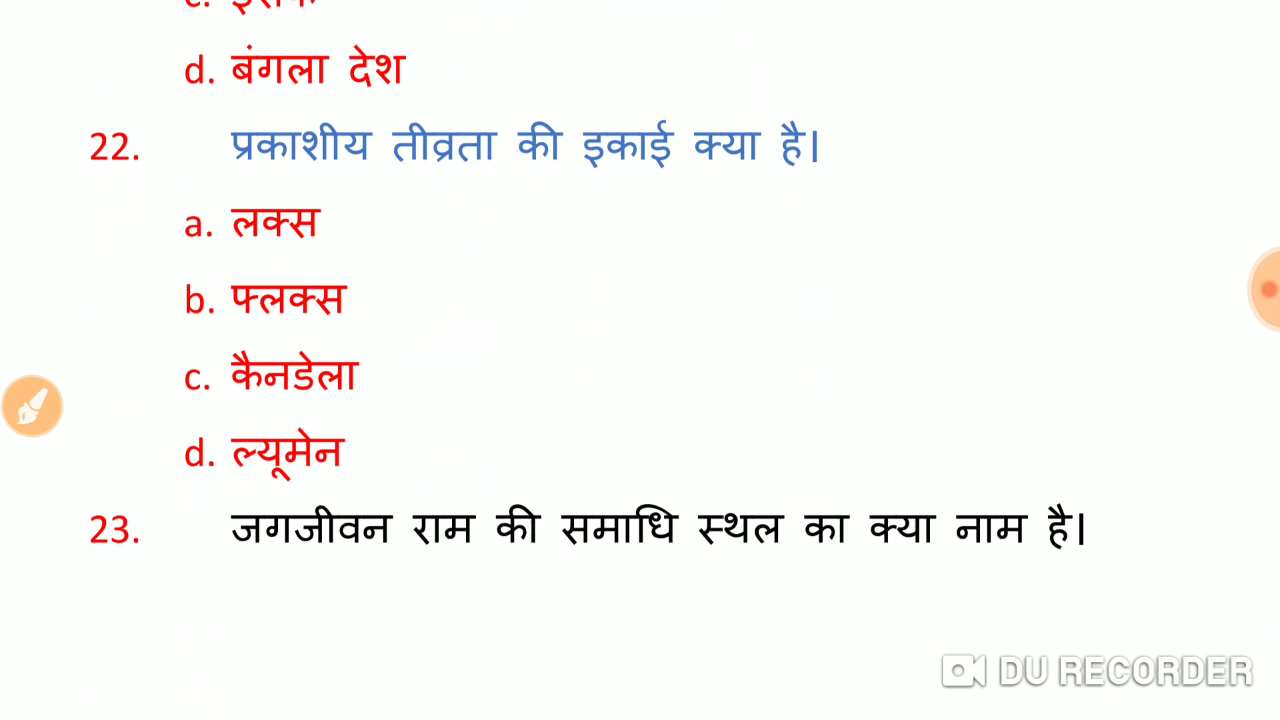 d. बंगला देश
22. प्रकाशीय तीव्रता की इकाई क्या है।
a. लक्स
b. फ्लक्स
c. कैनडेला
d. ल्यूमेन
23. जगजीवन राम की समाधि स्थल का क्या नाम है।
DU RECORDER